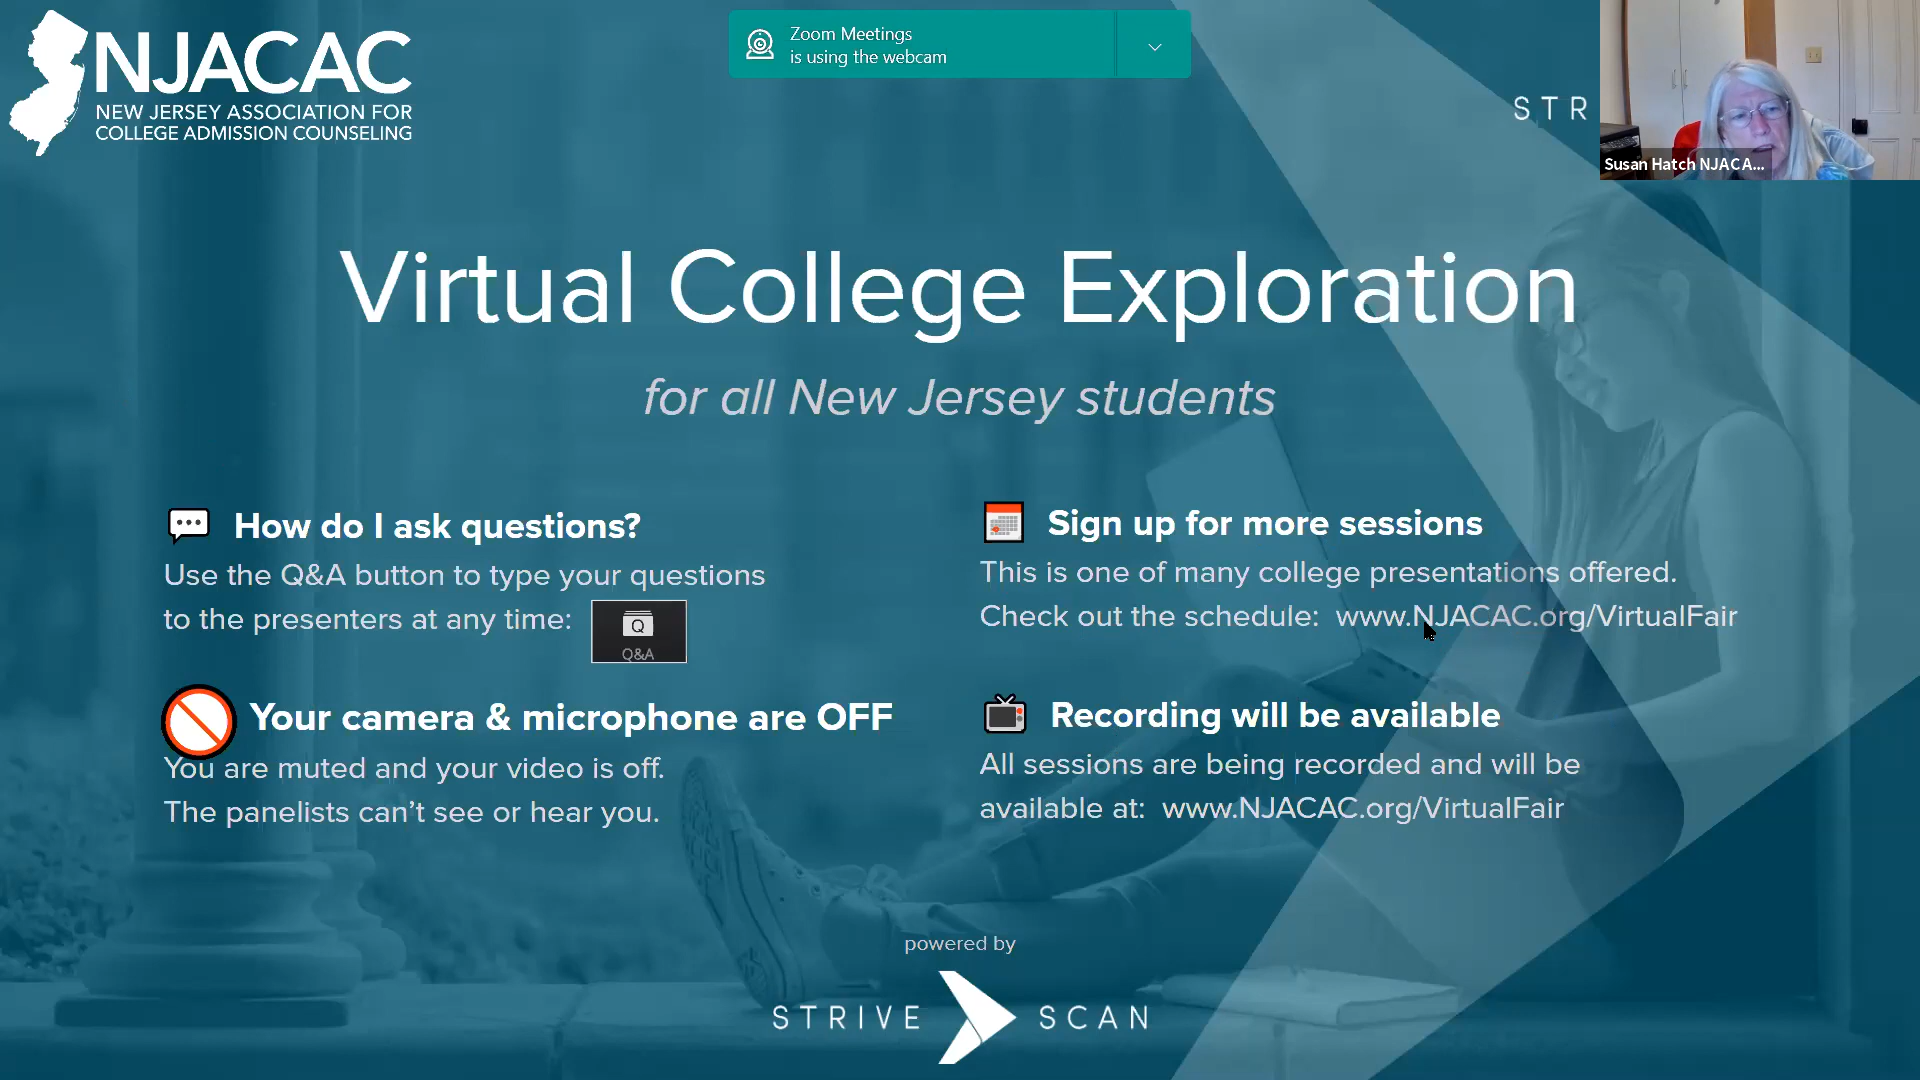 NJACAC
NEW JERSEY ASSOCIATION FOR
COLLEGE ADMISSION COUNSELING
Zoom Meetings
is using the webcam
STR
Susan Hatch NJACA...
Virtual College Exploration
for all New Jersey students
How do I ask questions?
Use the Q&A button to type your questions
to the presenters at any time:
Q
Q&A
Sign up for more sessions
This is one of many college presentations offered.
Check out the schedule: www.NJACAC.org/VirtualFair
Your camera & microphone are OFF
You are muted and your video is off.
The panelists can't see or hear you.
Recording will be available
All sessions are being recorded and will be
available at: www.NJACAC.org/VirtualFair
powered by
STRIVE SCAN